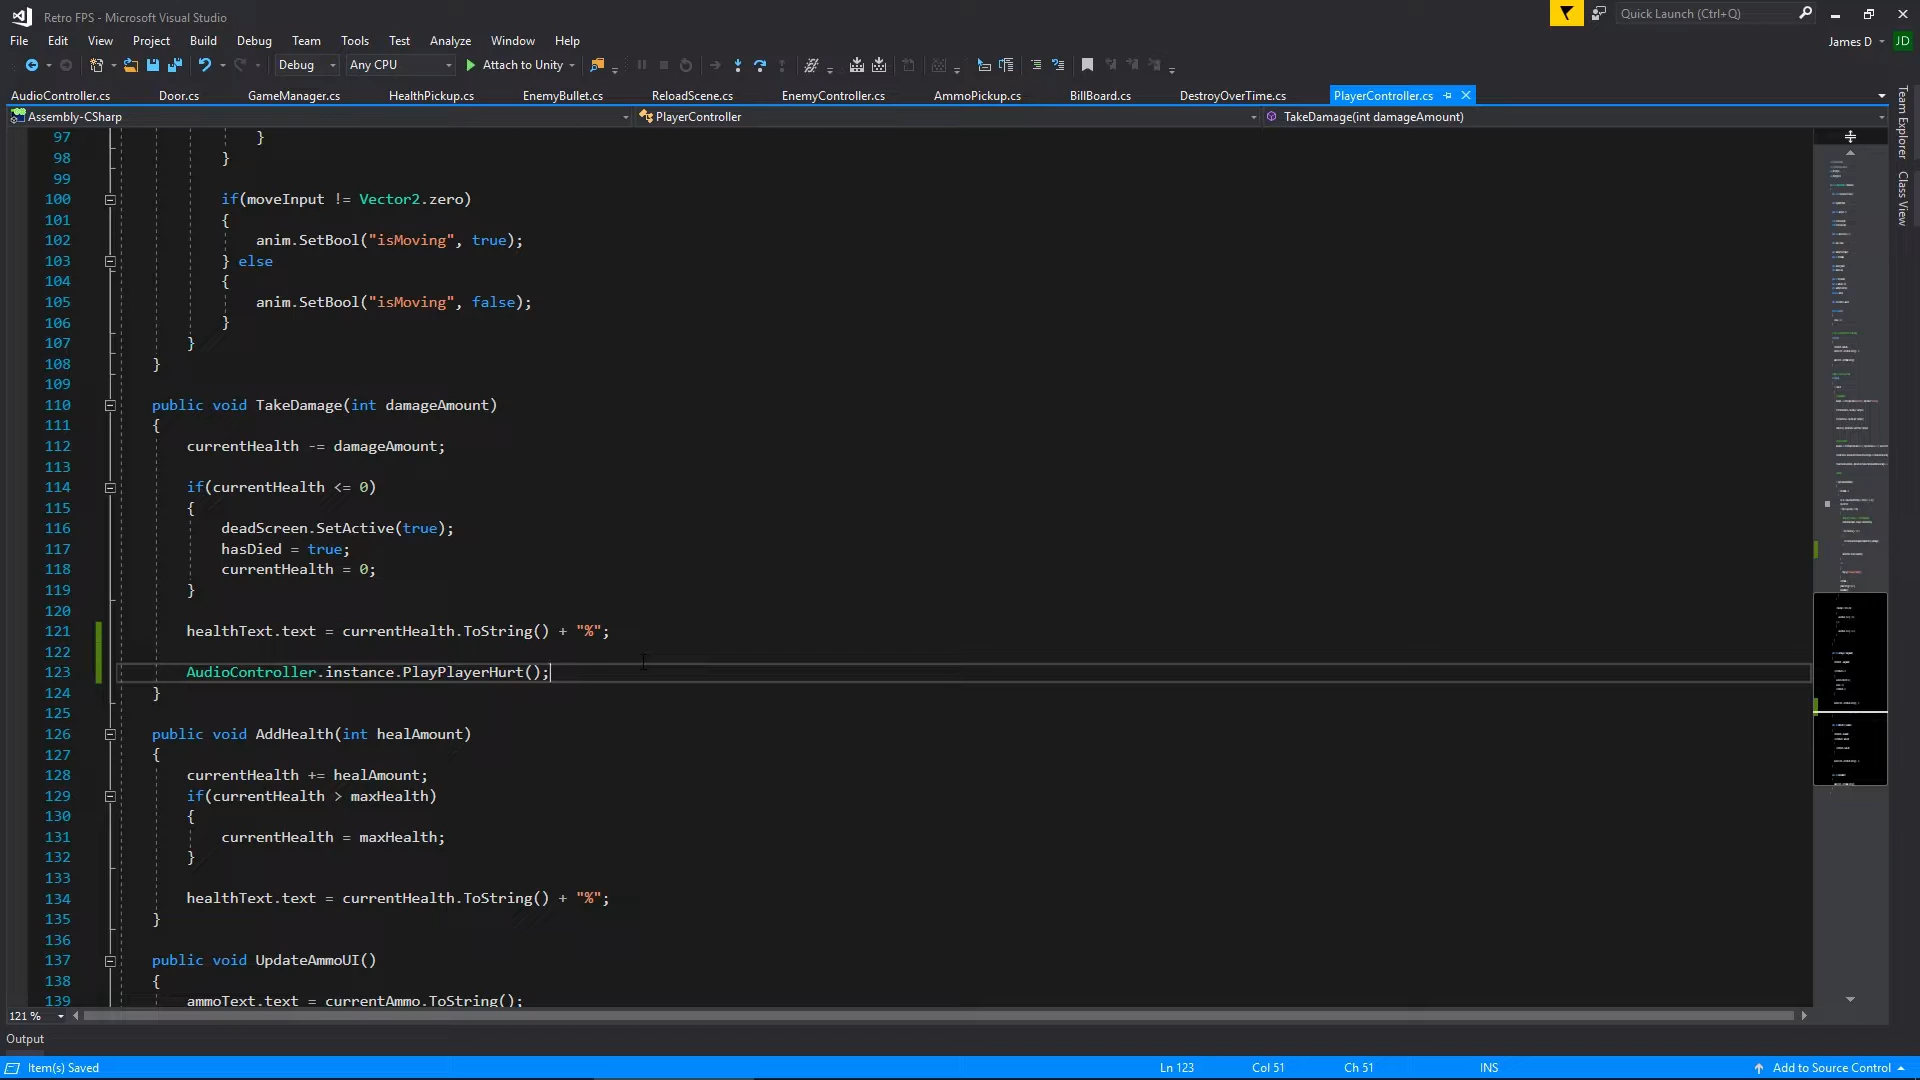 Retro FPS - Microsoft Visual Studio
Quick Launch (Ctrl+Q)
File Edit View Project Build Debug Team Tools Test Analyze Window Help
James D JD
Debug Any CPU Attach to Unity
AudioController.cs Door.cs GameManager.cs HealthPickup.cs EnemyBullet.cs ReloadScene.cs EnemyController.cs AmmoPickup.cs BillBoard.cs DestroyOverTime.cs PlayerController.cs
Assembly-CSharp PlayerController TakeDamage(int damageAmount)
Team Explorer
Class View
97 }
98 }
99
100 if(moveInput != Vector2.zero)
101 {
102 anim.SetBool("isMoving", true);
103 } else
104 {
105 anim.SetBool("isMoving", false);
106 }
107 }
108 }
109
110 public void TakeDamage(int damageAmount)
111 {
112 currentHealth -= damageAmount;
113
114 if(currentHealth <= 0)
115 {
116 deadScreen.SetActive(true);
117 hasDied = true;
118 currentHealth = 0;
119 }
120
121 healthText.text = currentHealth.ToString() + "%";
122
123 AudioController.instance.PlayPlayerHurt();
124 }
125
126 public void AddHealth(int healAmount)
127 {
128 currentHealth += healAmount;
129 if(currentHealth > maxHealth)
130 {
131 currentHealth = maxHealth;
132 }
133
134 healthText.text = currentHealth.ToString() + "%";
135 }
136
137 public void UpdateAmmoUI()
138 {
139 ammoText.text = currentAmmo.ToString();
121 %
Output
Item(s) Saved Ln 123 Col 51 Ch 51 INS Add to Source Control